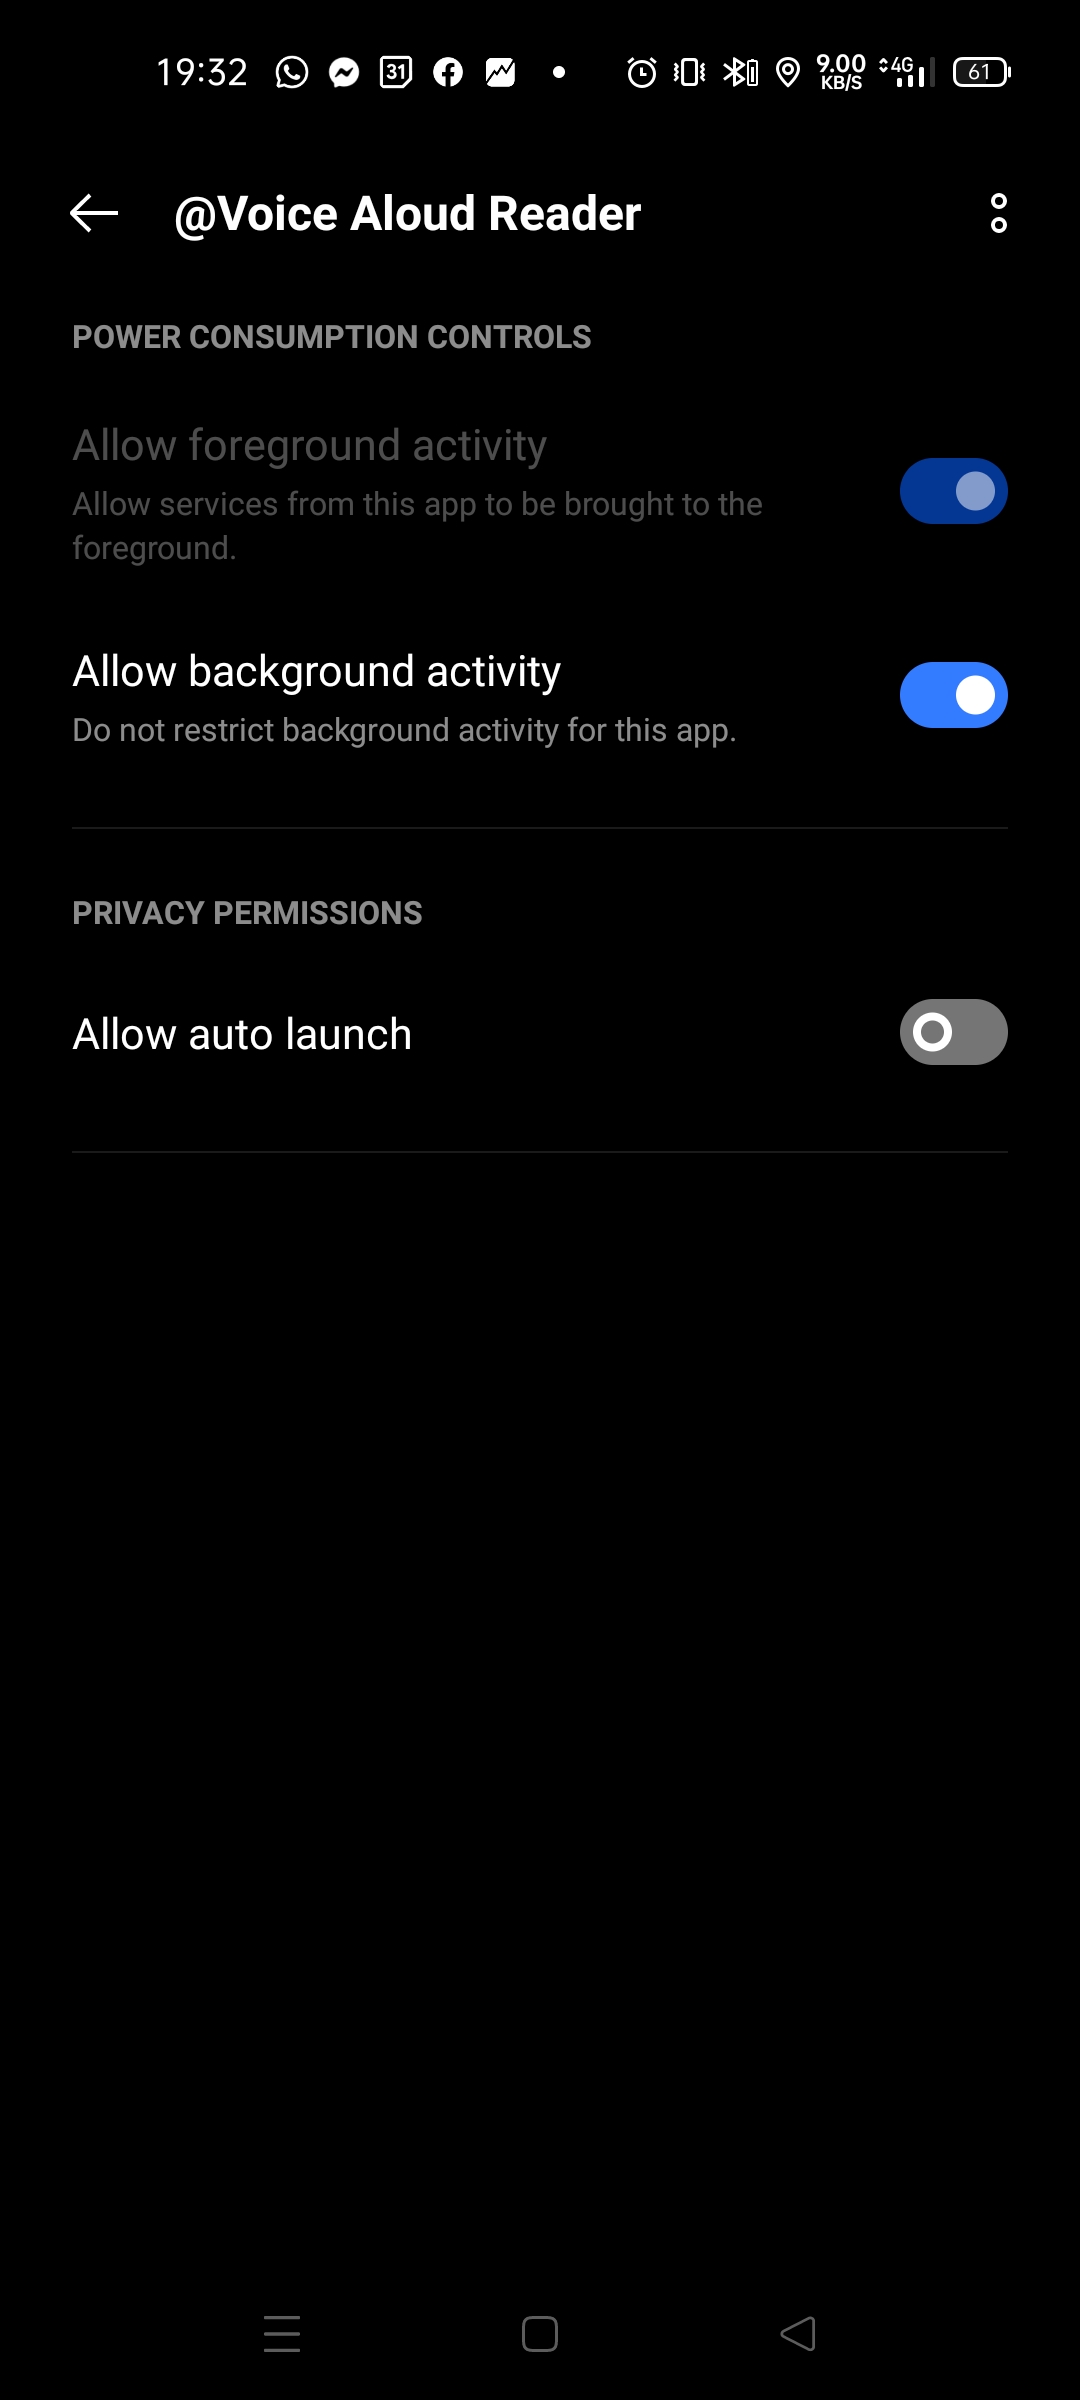 19:32 31 9.00 KB/S 4G 61
@Voice Aloud Reader
POWER CONSUMPTION CONTROLS
Allow foreground activity
Allow services from this app to be brought to the
foreground.
Allow background activity
Do not restrict background activity for this app.
PRIVACY PERMISSIONS
Allow auto launch